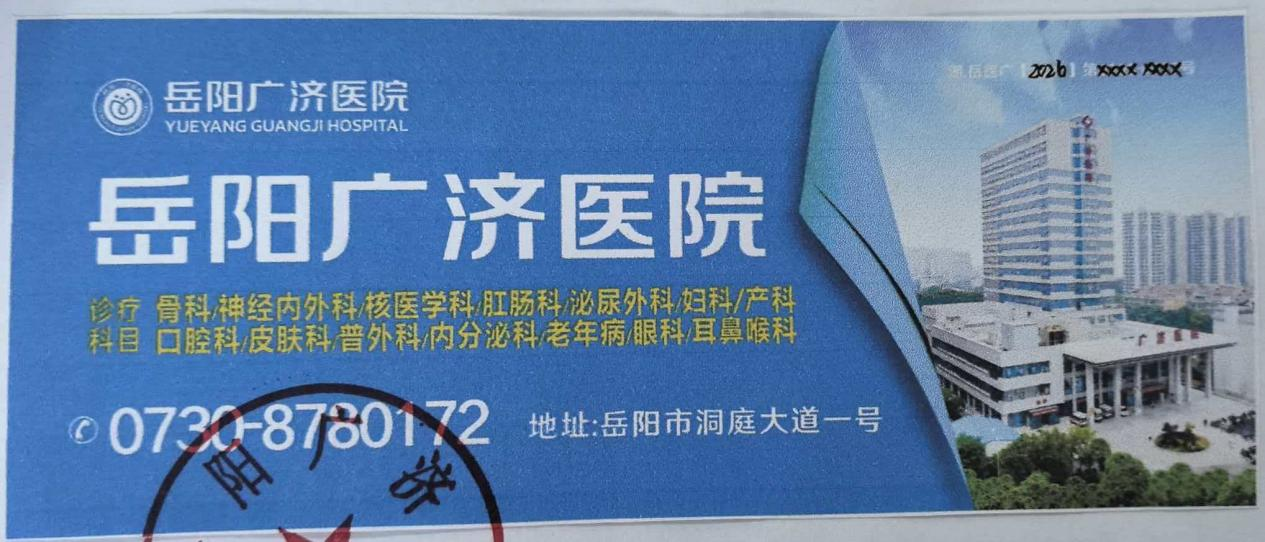 岳阳广济医院
YUEYANG GUANGJI HOSPITAL
2026 】 xxxx xxxx 号
岳阳广济医院
诊疗 骨科/神经内外科/核医学科/肛肠科/泌尿外科/妇科/产科
科目 口腔科/皮肤科/普外科/内分泌科/老年病/眼科/耳鼻喉科
0730-8780172
地址:岳阳市洞庭大道一号
阳广济